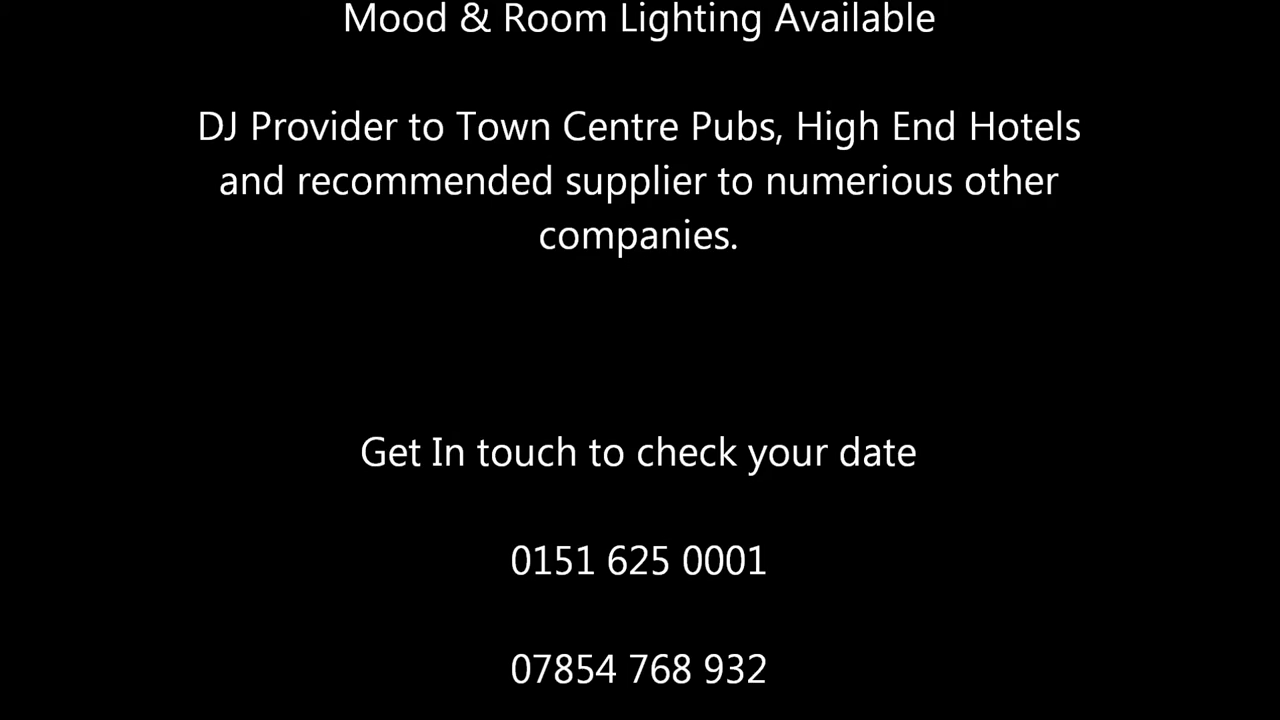 Mood & Room Lighting Available
DJ Provider to Town Centre Pubs, High End Hotels
and recommended supplier to numerious other
companies.
Get In touch to check your date
0151 625 0001
07854 768 932